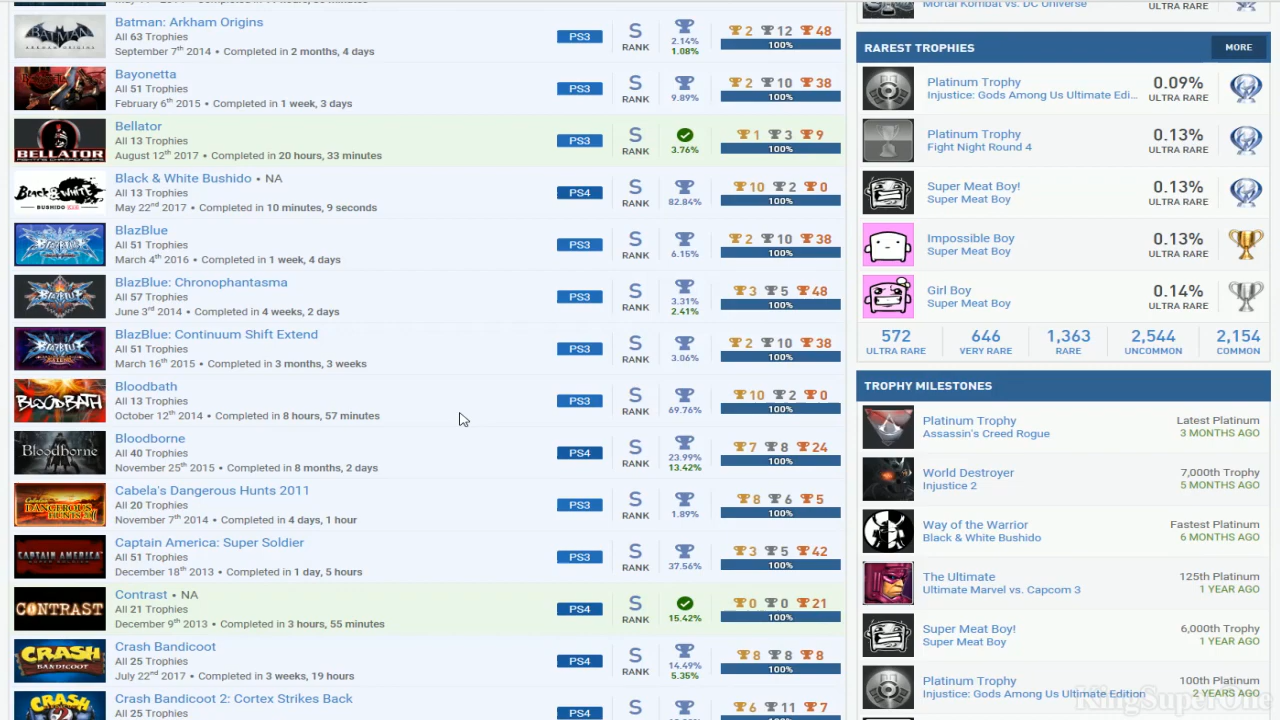 Batman: Arkham Origins
All 63 Trophies
September 7th 2014 • Completed in 2 months, 4 days
PS3
S
RANK
2.14%
1.08%
2 12 48
100%
Bayonetta
All 51 Trophies
February 6th 2015 • Completed in 1 week, 3 days
PS3
S
RANK
9.89%
2 10 38
100%
BELLATOR
Bellator
All 13 Trophies
August 12th 2017 • Completed in 20 hours, 33 minutes
PS3
S
RANK
3.76%
1 3 9
100%
Black & White
BUSHIDO
Black & White Bushido • NA
All 13 Trophies
May 22nd 2017 • Completed in 10 minutes, 9 seconds
PS4
S
RANK
82.84%
10 2 0
100%
BlazBlue
BlazBlue
All 51 Trophies
March 4th 2016 • Completed in 1 week, 4 days
PS3
S
RANK
6.15%
2 10 38
100%
BlazBlue
BlazBlue: Chronophantasma
All 57 Trophies
June 3rd 2014 • Completed in 4 weeks, 2 days
PS3
S
RANK
3.31%
2.41%
3 5 48
100%
BlazBlue
BlazBlue: Continuum Shift Extend
All 51 Trophies
March 16th 2015 • Completed in 3 months, 3 weeks
PS3
S
RANK
3.06%
2 10 38
100%
BLOODBATH
Bloodbath
All 13 Trophies
October 12th 2014 • Completed in 8 hours, 57 minutes
PS3
S
RANK
69.76%
10 2 0
100%
Bloodborne
Bloodborne
All 40 Trophies
November 25th 2015 • Completed in 8 months, 2 days
PS4
S
RANK
23.99%
13.42%
7 8 24
100%
Cabela's
DANGEROUS
Cabela's Dangerous Hunts 2011
All 20 Trophies
November 7th 2014 • Completed in 4 days, 1 hour
PS3
S
RANK
1.89%
8 6 5
100%
CAPTAIN AMERICA
Captain America: Super Soldier
All 51 Trophies
December 18th 2013 • Completed in 1 day, 5 hours
PS3
S
RANK
37.56%
3 5 42
100%
CONTRAST
Contrast • NA
All 21 Trophies
December 9th 2013 • Completed in 3 hours, 55 minutes
PS4
S
RANK
15.42%
0 0 21
100%
CRASH
BANDICOOT
Crash Bandicoot
All 25 Trophies
July 22nd 2017 • Completed in 3 weeks, 19 hours
PS4
S
RANK
14.49%
5.35%
8 8 8
100%
CRASH
2
Crash Bandicoot 2: Cortex Strikes Back
All 25 Trophies
PS4
S
6 11 7
Mortal Kombat vs. DC Universe
ULTRA RARE
RAREST TROPHIES
MORE
Platinum Trophy
Injustice: Gods Among Us Ultimate Edi...
0.09%
ULTRA RARE
Platinum Trophy
Fight Night Round 4
0.13%
ULTRA RARE
Super Meat Boy!
Super Meat Boy
0.13%
ULTRA RARE
Impossible Boy
Super Meat Boy
0.13%
ULTRA RARE
Girl Boy
Super Meat Boy
0.14%
ULTRA RARE
572 646 1,363 2,544 2,154
ULTRA RARE VERY RARE RARE UNCOMMON COMMON
TROPHY MILESTONES
Platinum Trophy
Assassin's Creed Rogue
Latest Platinum
3 MONTHS AGO
World Destroyer
Injustice 2
7,000th Trophy
5 MONTHS AGO
Way of the Warrior
Black & White Bushido
Fastest Platinum
6 MONTHS AGO
The Ultimate
Ultimate Marvel vs. Capcom 3
125th Platinum
1 YEAR AGO
Super Meat Boy!
Super Meat Boy
6,000th Trophy
1 YEAR AGO
Platinum Trophy
Injustice: Gods Among Us Ultimate Edition
100th Platinum
2 YEARS AGO
KingSuperOne